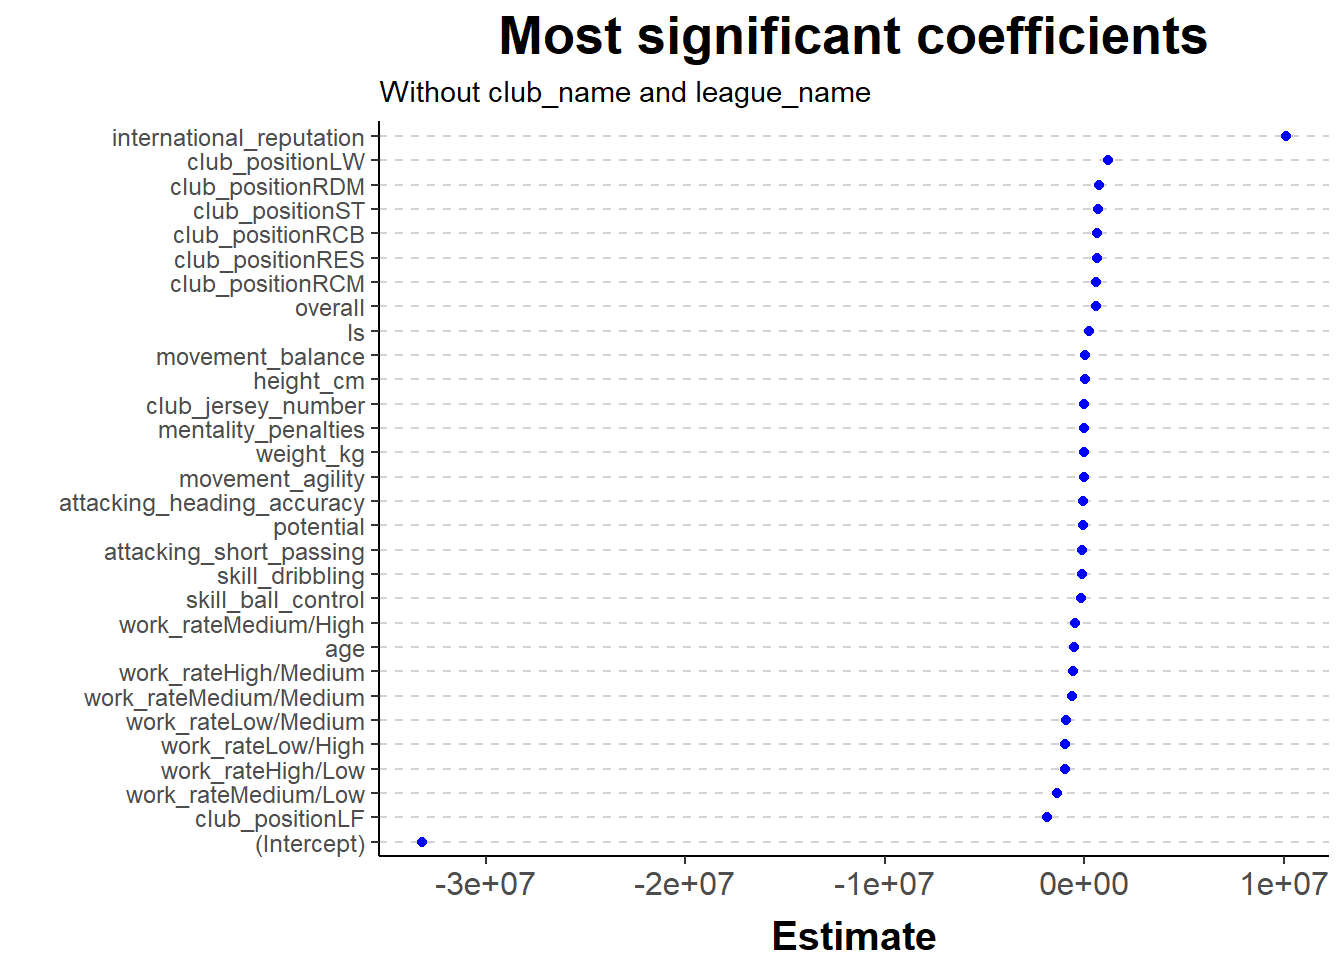 Most significant coefficients
Without club_name and league_name
international_reputation
club_positionLW
club_positionRDM
club_positionST
club_positionRCB
club_positionRES
club_positionRCM
overall
ls
movement_balance
height_cm
club_jersey_number
mentality_penalties
weight_kg
movement_agility
attacking_heading_accuracy
potential
attacking_short_passing
skill_dribbling
skill_ball_control
work_rateMedium/High
age
work_rateHigh/Medium
work_rateMedium/Medium
work_rateLow/Medium
work_rateLow/High
work_rateHigh/Low
work_rateMedium/Low
club_positionLF
(Intercept)
-3e+07 -2e+07 -1e+07 0e+00 1e+07
Estimate